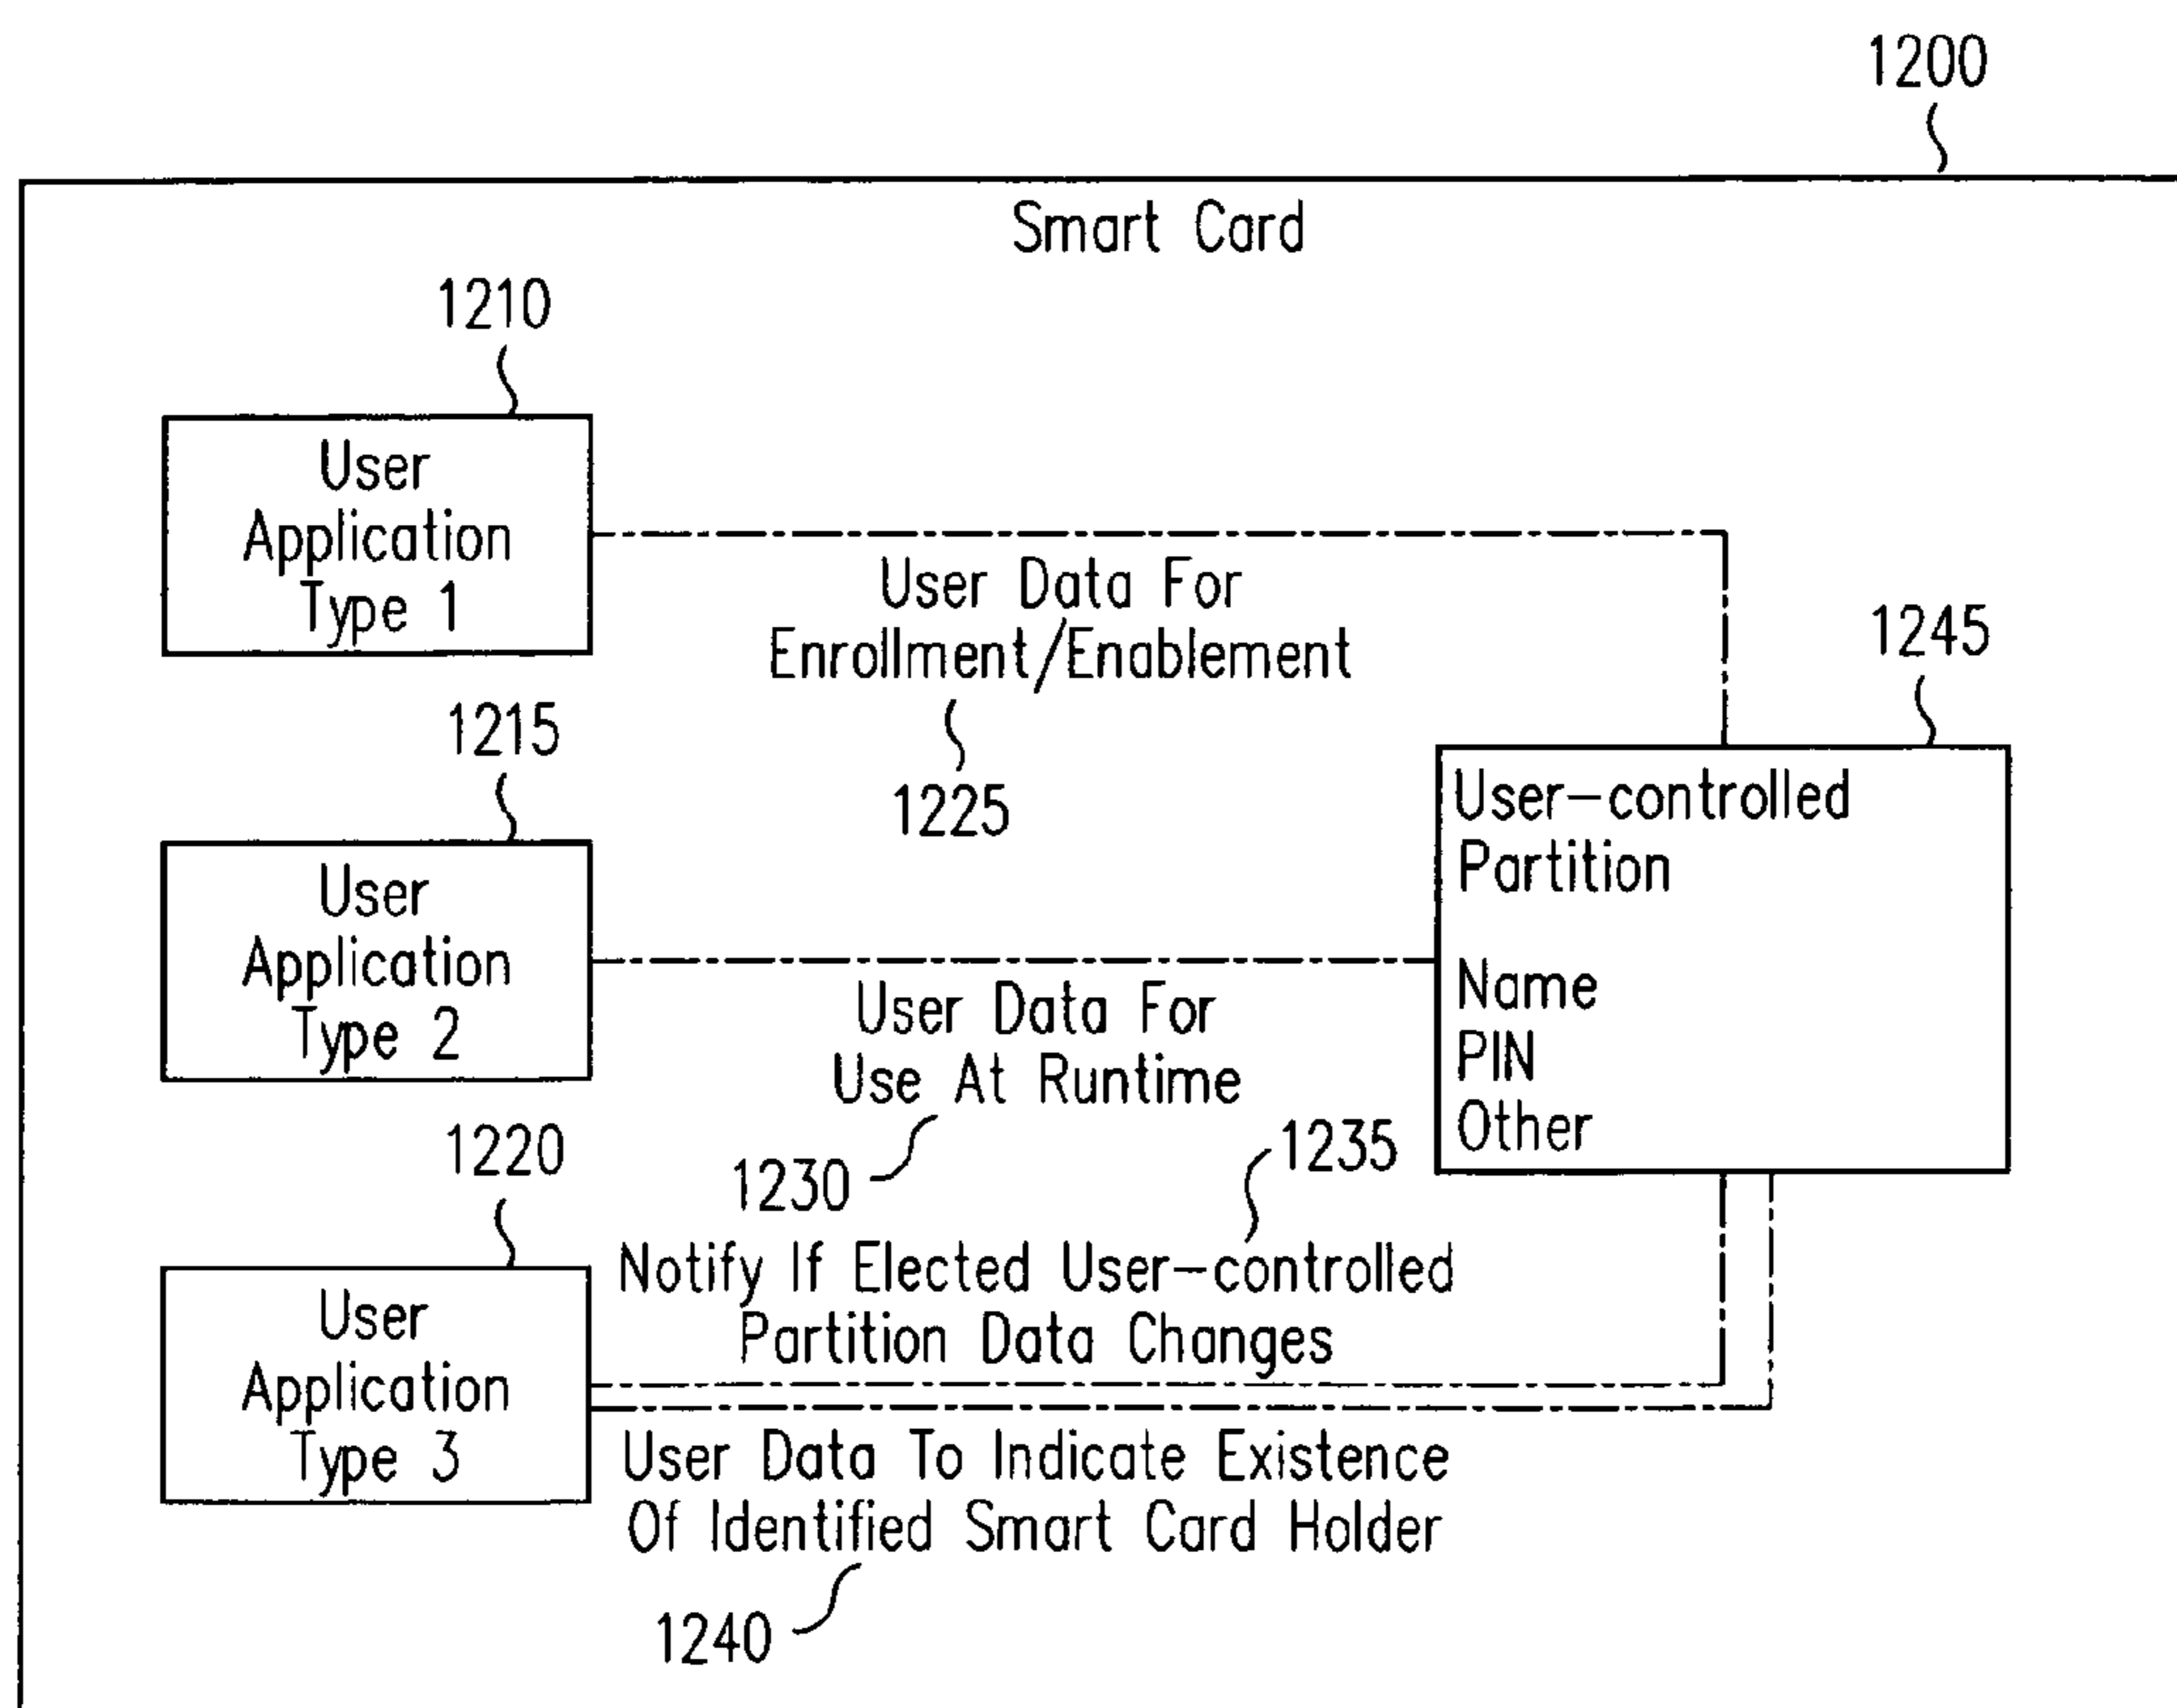 1200
Smart Card
1210
User
Application
Type 1
User Data For
Enrollment/Enablement
1225
1215
User
Application
Type 2
User Data For
Use At Runtime
1230
1245
User-controlled
Partition
Name
PIN
Other
1220
User
Application
Type 3
1235
Notify If Elected User-controlled
Partition Data Changes
User Data To Indicate Existence
Of Identified Smart Card Holder
1240